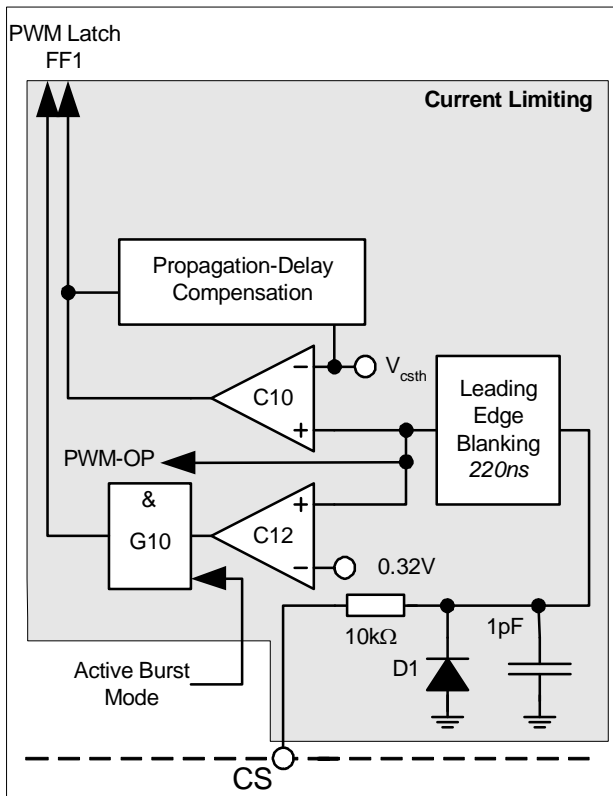 PWM Latch
FF1
Current Limiting
Propagation-Delay
Compensation
−
Vcsth
C10
+
Leading
Edge
Blanking
220ns
PWM-OP
&
G10
+
C12
−
0.32V
10kΩ
1pF
D1
Active Burst
Mode
CS